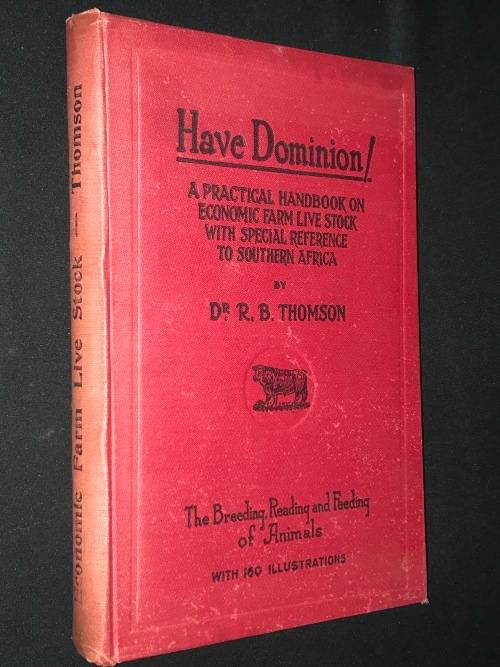 Economic Farm Live Stock — Thomson
Have Dominion!
A PRACTICAL HANDBOOK ON
ECONOMIC FARM LIVE STOCK
WITH SPECIAL REFERENCE
TO SOUTHERN AFRICA
BY
DR. R. B. THOMSON
The Breeding, Reading and Feeding
of Animals
WITH 160 ILLUSTRATIONS